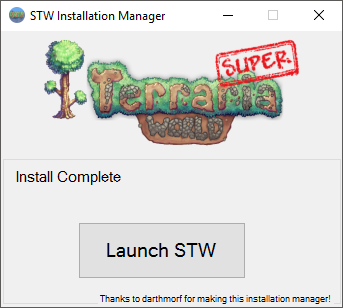 STW Installation Manager
SUPER
Terraria
WORLD
Install Complete
Launch STW
Thanks to darthmorf for making this installation manager!